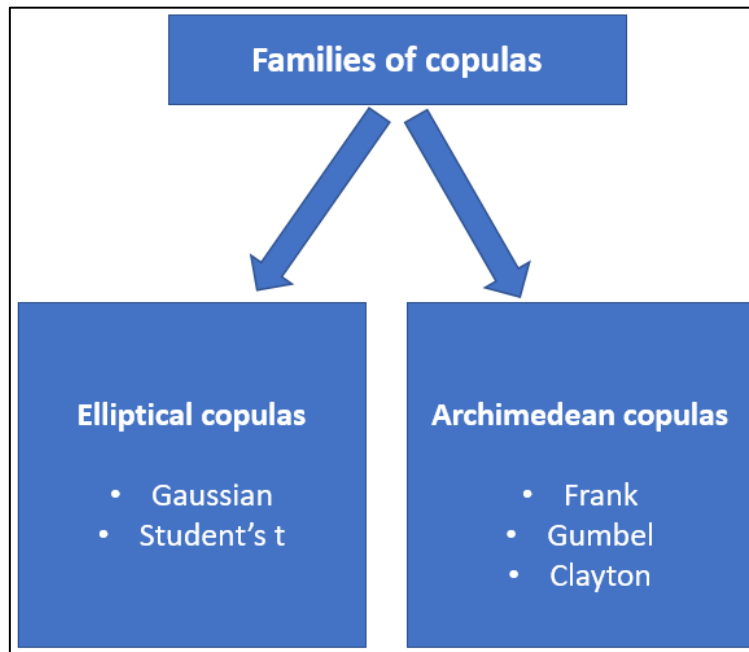 Families of copulas
Elliptical copulas
• Gaussian
• Student’s t
Archimedean copulas
• Frank
• Gumbel
• Clayton